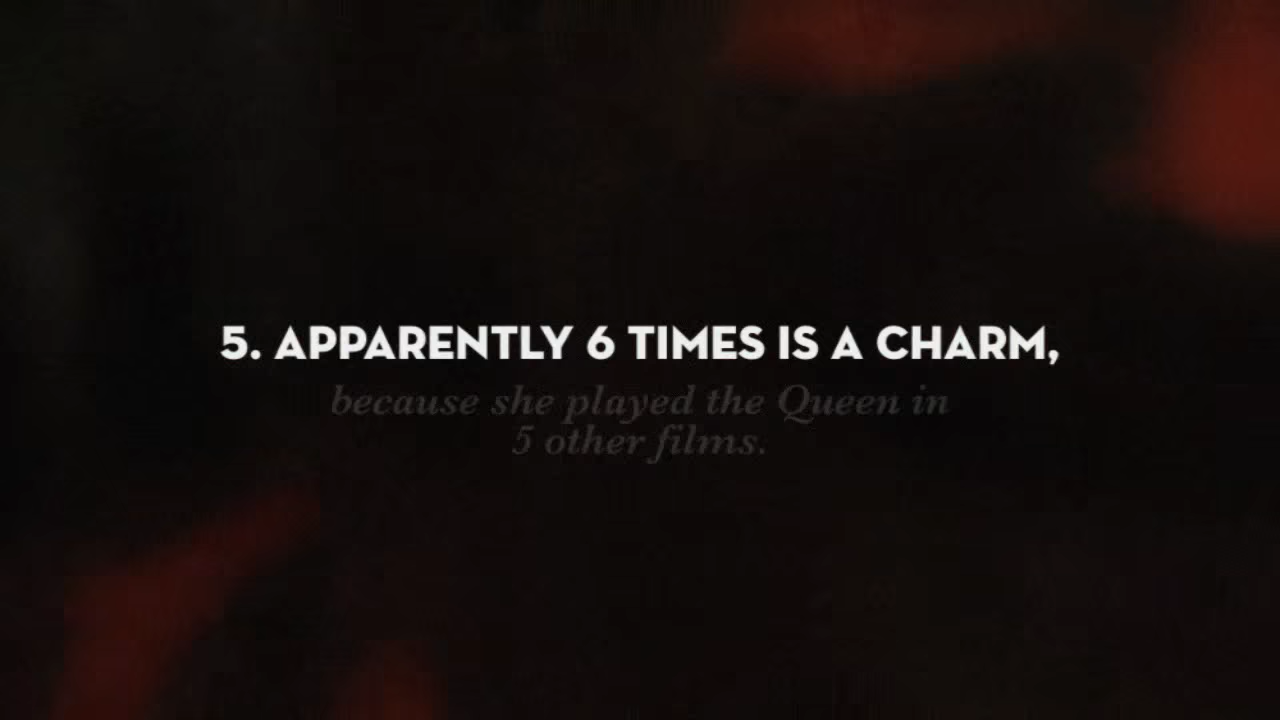 5. APPARENTLY 6 TIMES IS A CHARM,
because she played the Queen in
5 other films.